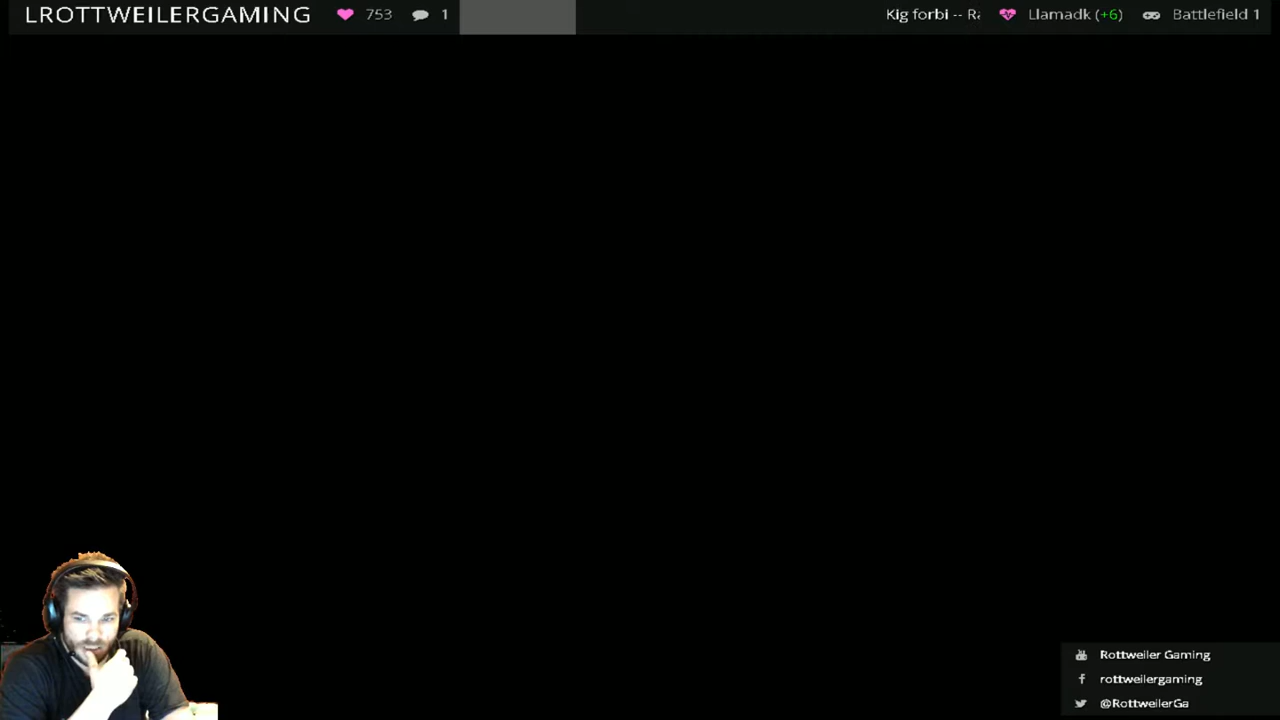 LROTTWEILERGAMING 753 1 Kig forbi -- Llamadk (+6) Battlefield 1
Rottweiler Gaming
rottweilergaming
@RottweilerGa